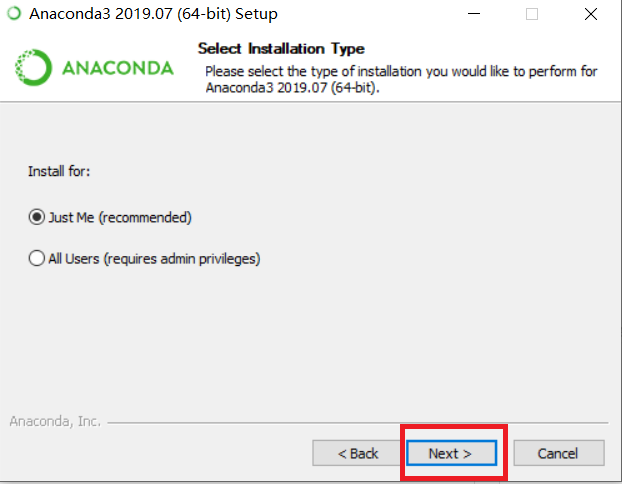 Anaconda3 2019.07 (64-bit) Setup
Select Installation Type
ANACONDA
Please select the type of installation you would like to perform for
Anaconda3 2019.07 (64-bit).
Install for:
Just Me (recommended)
All Users (requires admin privileges)
Anaconda, Inc.
< Back
Next >
Cancel